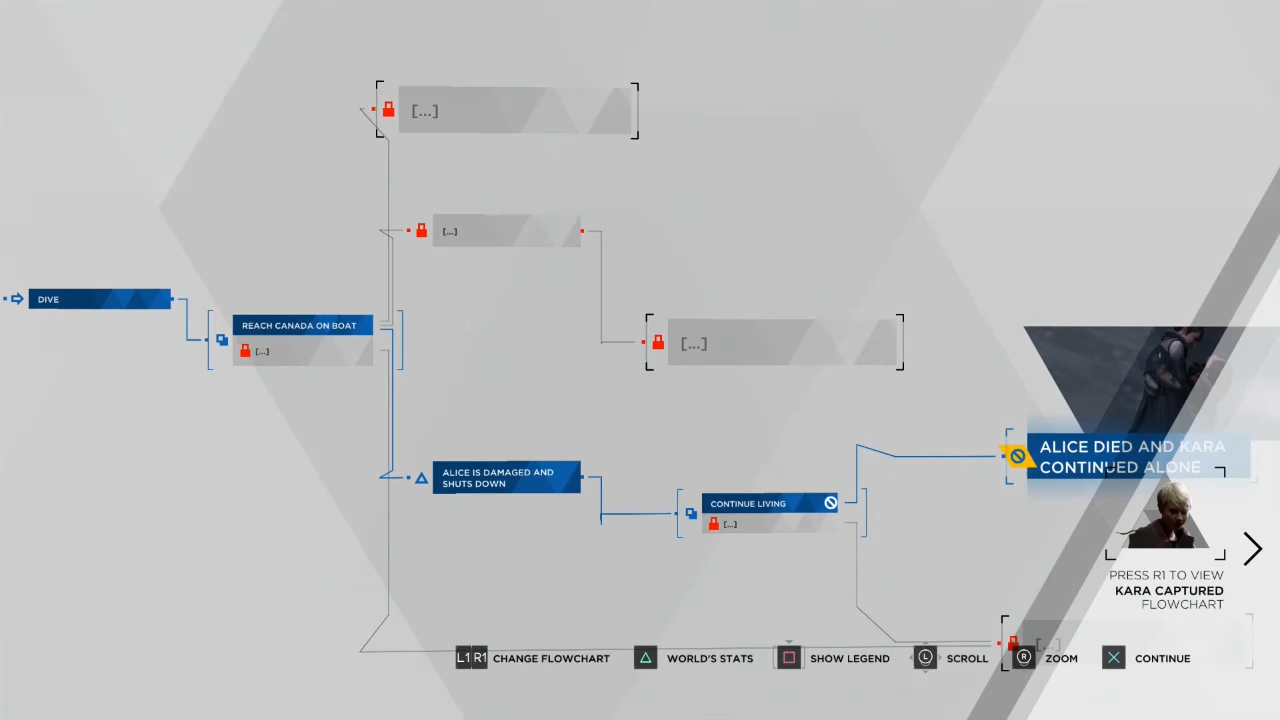 [...]
[...]
DIVE
REACH CANADA ON BOAT
[...]
[...]
ALICE DIED AND KARA
CONTINUED ALONE
ALICE IS DAMAGED AND
SHUTS DOWN
CONTINUE LIVING
[...]
PRESS R1 TO VIEW
KARA CAPTURED
FLOWCHART
[...]
L1 R1 CHANGE FLOWCHART WORLD'S STATS SHOW LEGEND L SCROLL R ZOOM CONTINUE